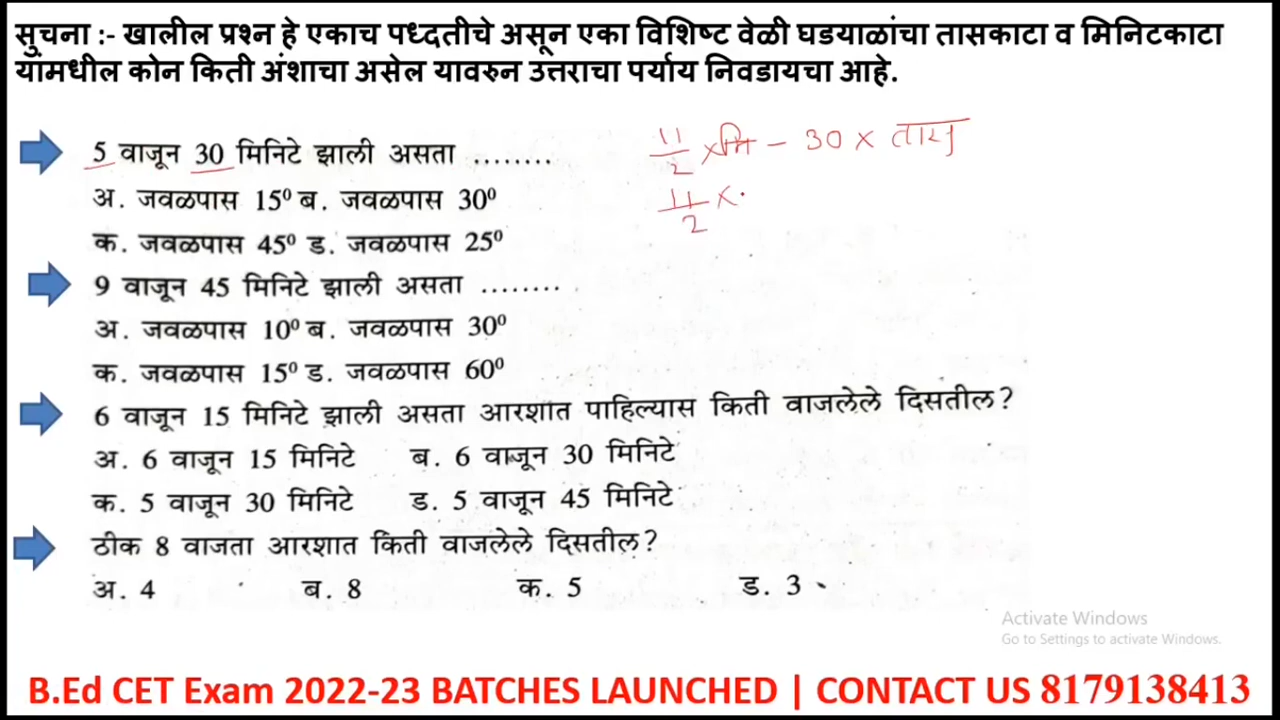 सुचना :- खालील प्रश्न हे एकाच पध्दतीचे असून एका विशिष्ट वेळी घडयाळांचा तासकाटा व मिनिटकाटा
यांमधील कोन किती अंशाचा असेल यावरुन उत्तराचा पर्याय निवडायचा आहे.
5 वाजून 30 मिनिटे झाली असता ........
11/2 × मि - 30 × तास
अ. जवळपास 15⁰ ब. जवळपास 30⁰
11/2 ×
क. जवळपास 45⁰ ड. जवळपास 25⁰
9 वाजून 45 मिनिटे झाली असता ........
अ. जवळपास 10⁰ ब. जवळपास 30⁰
क. जवळपास 15⁰ ड. जवळपास 60⁰
6 वाजून 15 मिनिटे झाली असता आरशात पाहिल्यास किती वाजलेले दिसतील?
अ. 6 वाजून 15 मिनिटे ब. 6 वाजून 30 मिनिटे
क. 5 वाजून 30 मिनिटे ड. 5 वाजून 45 मिनिटे
ठीक 8 वाजता आरशात किती वाजलेले दिसतील?
अ. 4 ब. 8 क. 5 ड. 3
Activate Windows
Go to Settings to activate Windows.
B.Ed CET Exam 2022-23 BATCHES LAUNCHED | CONTACT US 8179138413